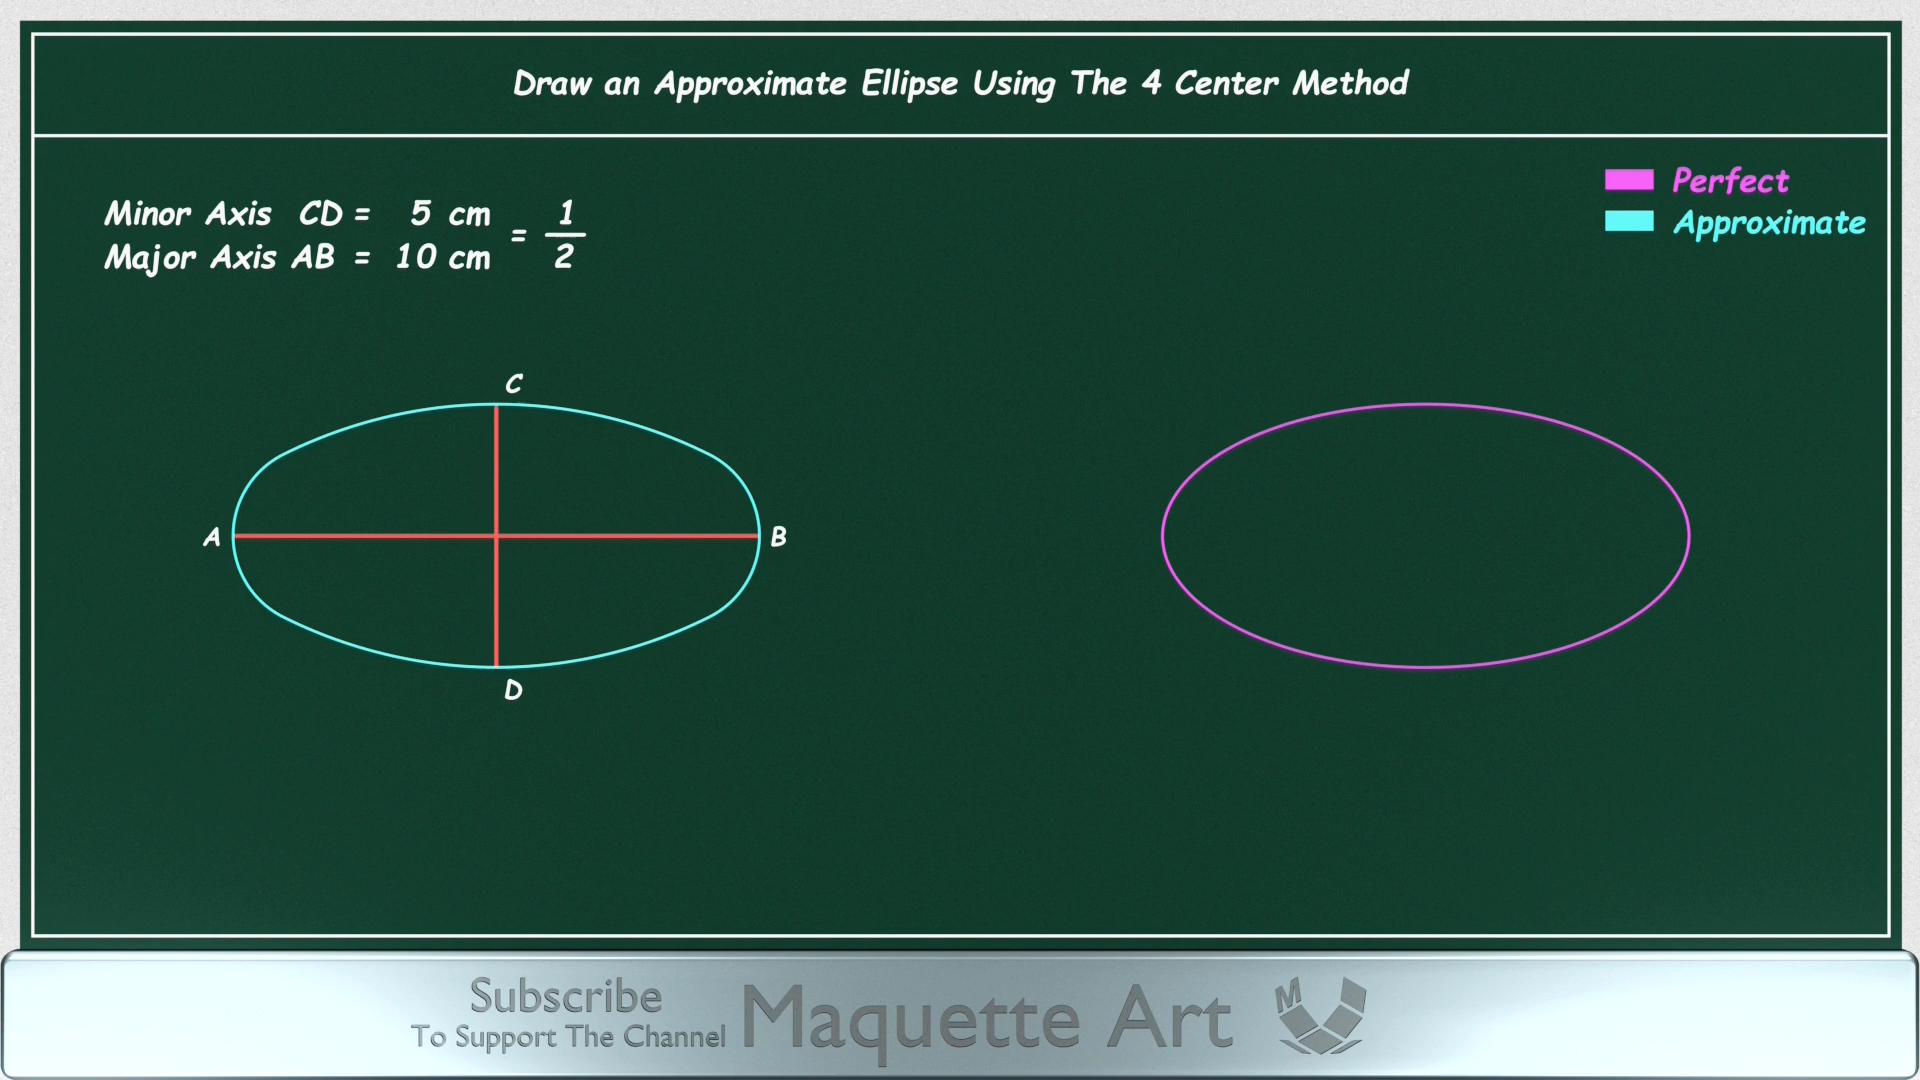 Draw an Approximate Ellipse Using The 4 Center Method
Perfect
Approximate
Minor Axis CD = 5 cm
Major Axis AB = 10 cm
= 1
2
C
A
B
D
Subscribe
To Support The Channel
Maquette Art
M